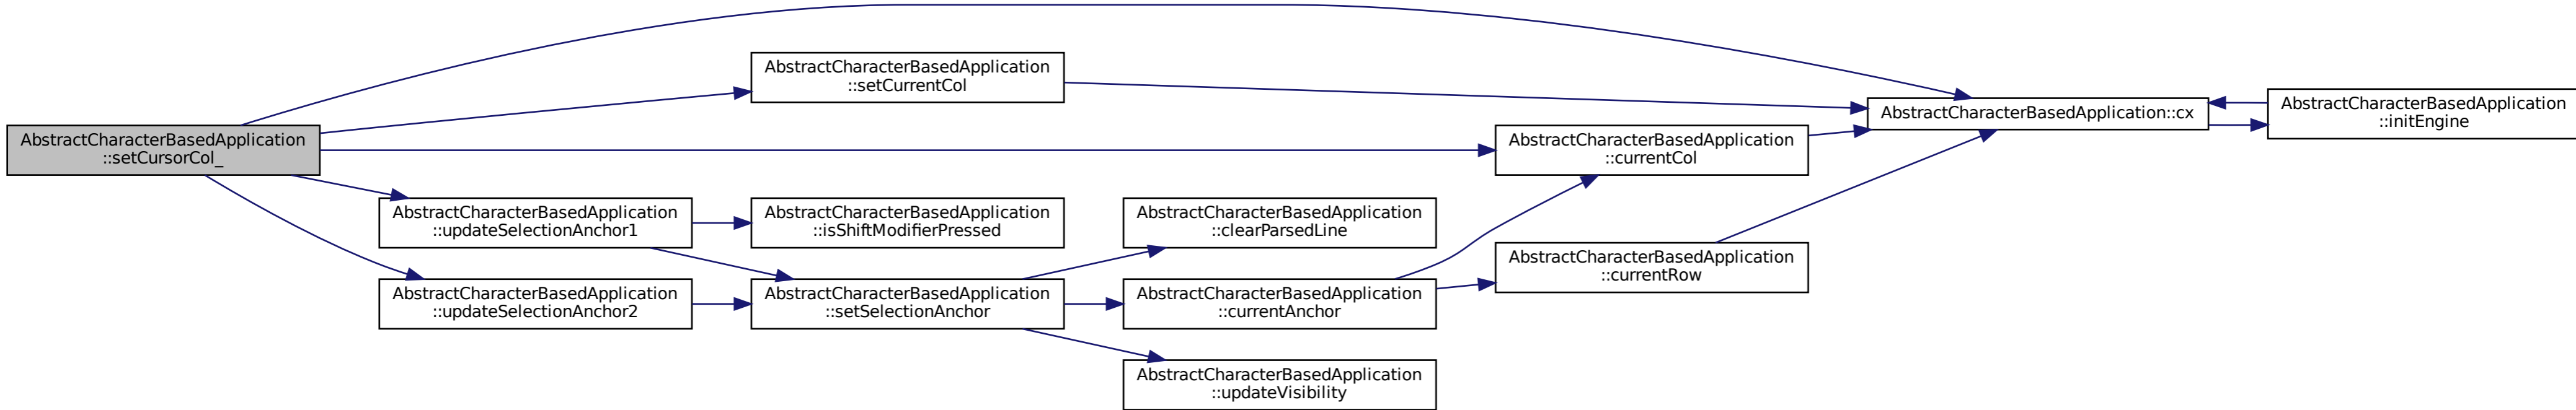 AbstractCharacterBasedApplication
::setCursorCol_
AbstractCharacterBasedApplication
::setCurrentCol
AbstractCharacterBasedApplication
::updateSelectionAnchor1
AbstractCharacterBasedApplication
::updateSelectionAnchor2
AbstractCharacterBasedApplication
::isShiftModifierPressed
AbstractCharacterBasedApplication
::setSelectionAnchor
AbstractCharacterBasedApplication
::clearParsedLine
AbstractCharacterBasedApplication
::currentAnchor
AbstractCharacterBasedApplication
::updateVisibility
AbstractCharacterBasedApplication
::currentCol
AbstractCharacterBasedApplication
::currentRow
AbstractCharacterBasedApplication::cx
AbstractCharacterBasedApplication
::initEngine